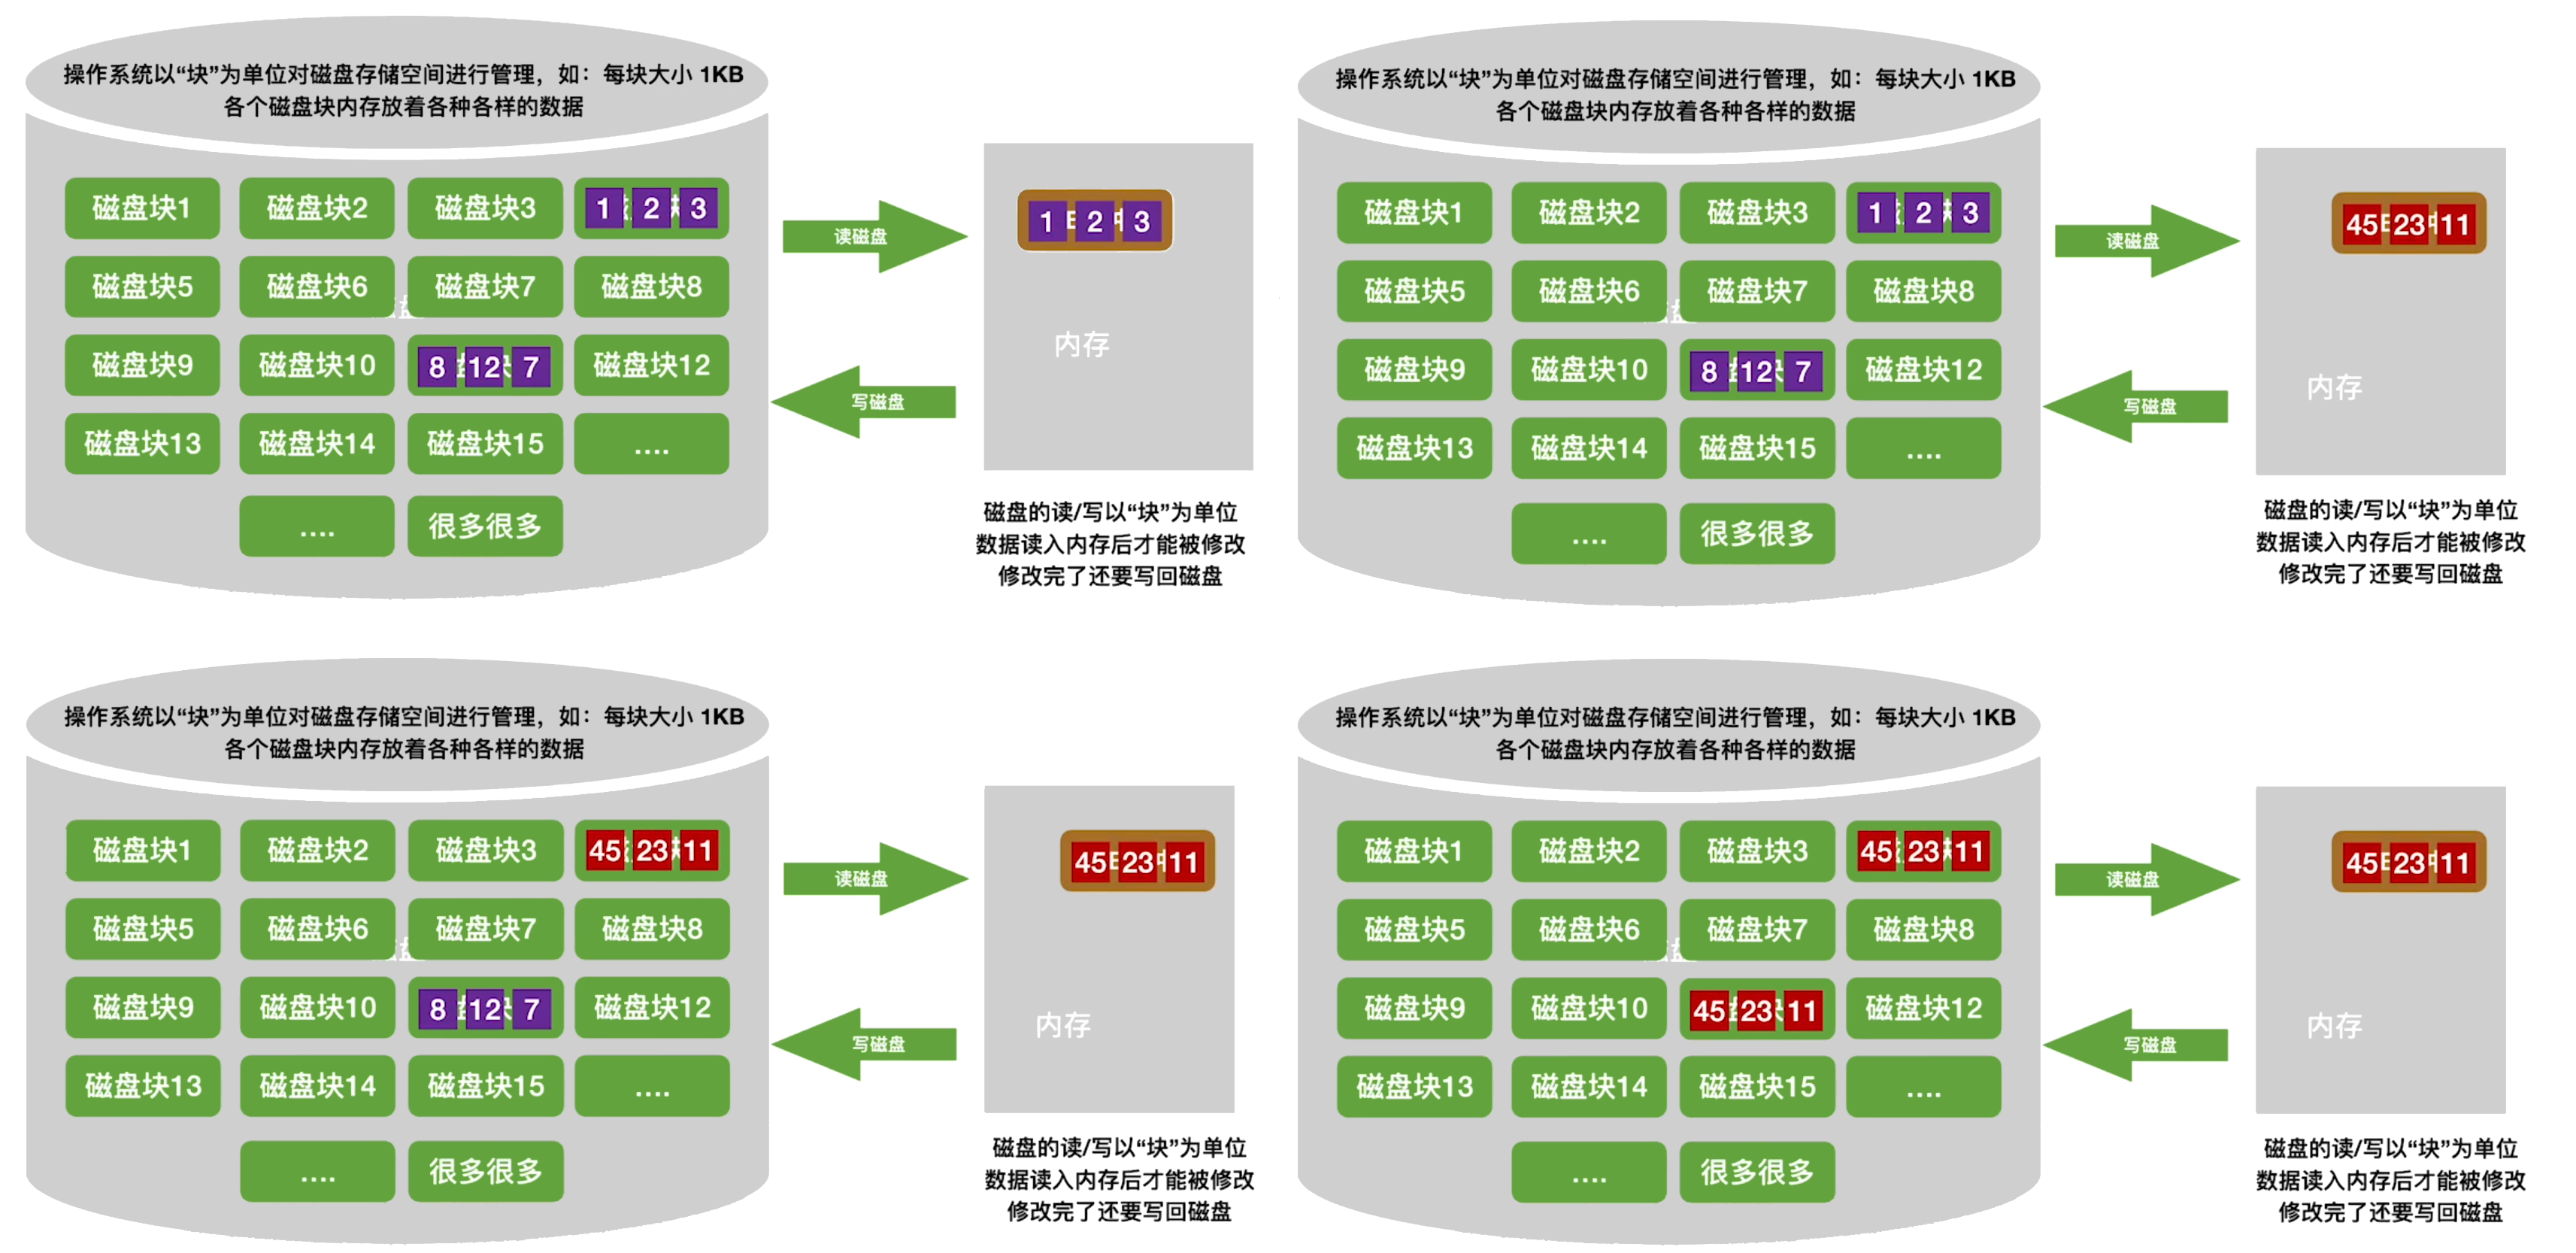 操作系统以“块”为单位对磁盘存储空间进行管理，如：每块大小 1KB
各个磁盘块内存放着各种各样的数据
磁盘块1 磁盘块2 磁盘块3 1 2 3
磁盘块5 磁盘块6 磁盘块7 磁盘块8
磁盘块9 磁盘块10 8 12 7 磁盘块12
磁盘块13 磁盘块14 磁盘块15 ....
.... 很多很多
读磁盘
写磁盘
1 2 3
内存
磁盘的读/写以“块”为单位
数据读入内存后才能被修改
修改完了还要写回磁盘
操作系统以“块”为单位对磁盘存储空间进行管理，如：每块大小 1KB
各个磁盘块内存放着各种各样的数据
磁盘块1 磁盘块2 磁盘块3 1 2 3
磁盘块5 磁盘块6 磁盘块7 磁盘块8
磁盘块9 磁盘块10 8 12 7 磁盘块12
磁盘块13 磁盘块14 磁盘块15 ....
.... 很多很多
读磁盘
写磁盘
45 23 11
内存
磁盘的读/写以“块”为单位
数据读入内存后才能被修改
修改完了还要写回磁盘
操作系统以“块”为单位对磁盘存储空间进行管理，如：每块大小 1KB
各个磁盘块内存放着各种各样的数据
磁盘块1 磁盘块2 磁盘块3 45 23 11
磁盘块5 磁盘块6 磁盘块7 磁盘块8
磁盘块9 磁盘块10 8 12 7 磁盘块12
磁盘块13 磁盘块14 磁盘块15 ....
.... 很多很多
读磁盘
写磁盘
45 23 11
内存
磁盘的读/写以“块”为单位
数据读入内存后才能被修改
修改完了还要写回磁盘
操作系统以“块”为单位对磁盘存储空间进行管理，如：每块大小 1KB
各个磁盘块内存放着各种各样的数据
磁盘块1 磁盘块2 磁盘块3 45 23 11
磁盘块5 磁盘块6 磁盘块7 磁盘块8
磁盘块9 磁盘块10 45 23 11 磁盘块12
磁盘块13 磁盘块14 磁盘块15 ....
.... 很多很多
读磁盘
写磁盘
45 23 11
内存
磁盘的读/写以“块”为单位
数据读入内存后才能被修改
修改完了还要写回磁盘